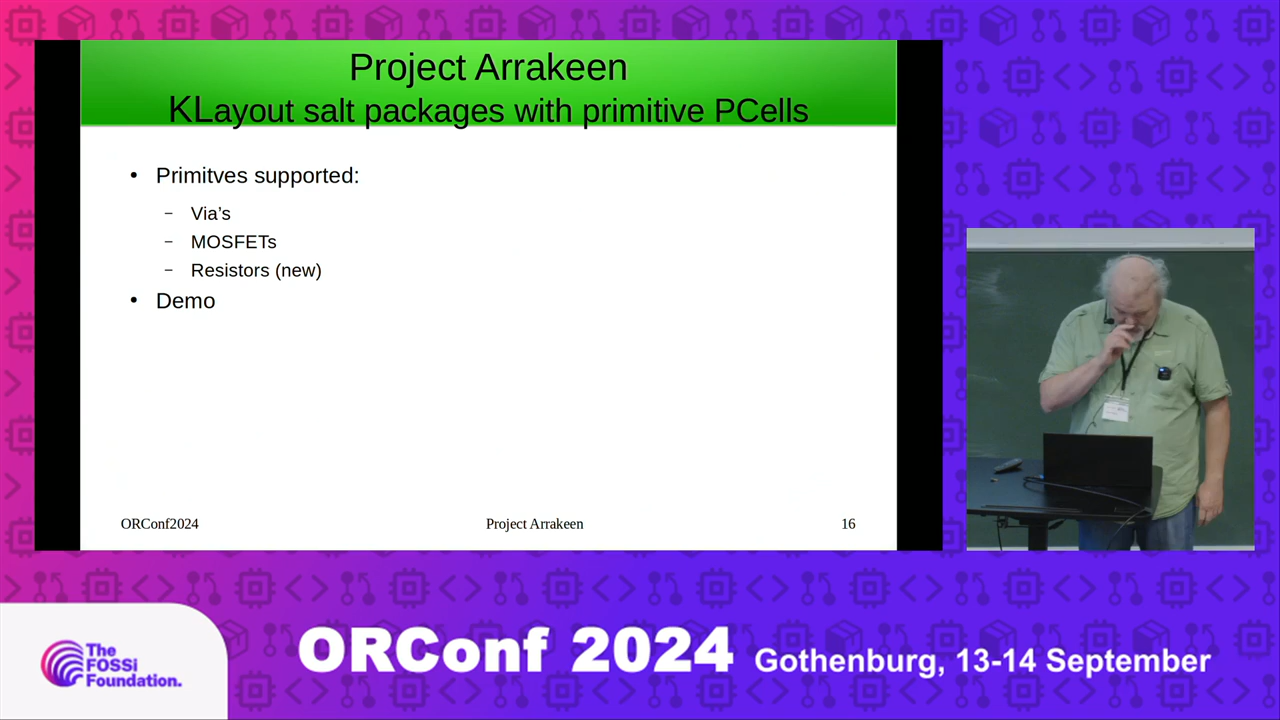 Project Arrakeen
KLayout salt packages with primitive PCells
• Primitves supported:
– Via’s
– MOSFETs
– Resistors (new)
• Demo
ORConf2024
Project Arrakeen
16
The
FOSSi
Foundation.
ORConf 2024 Gothenburg, 13-14 September